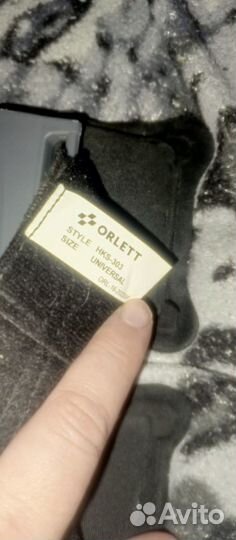 ORLETT
STYLE HKS-303
SIZE UNIVERSAL
Avito